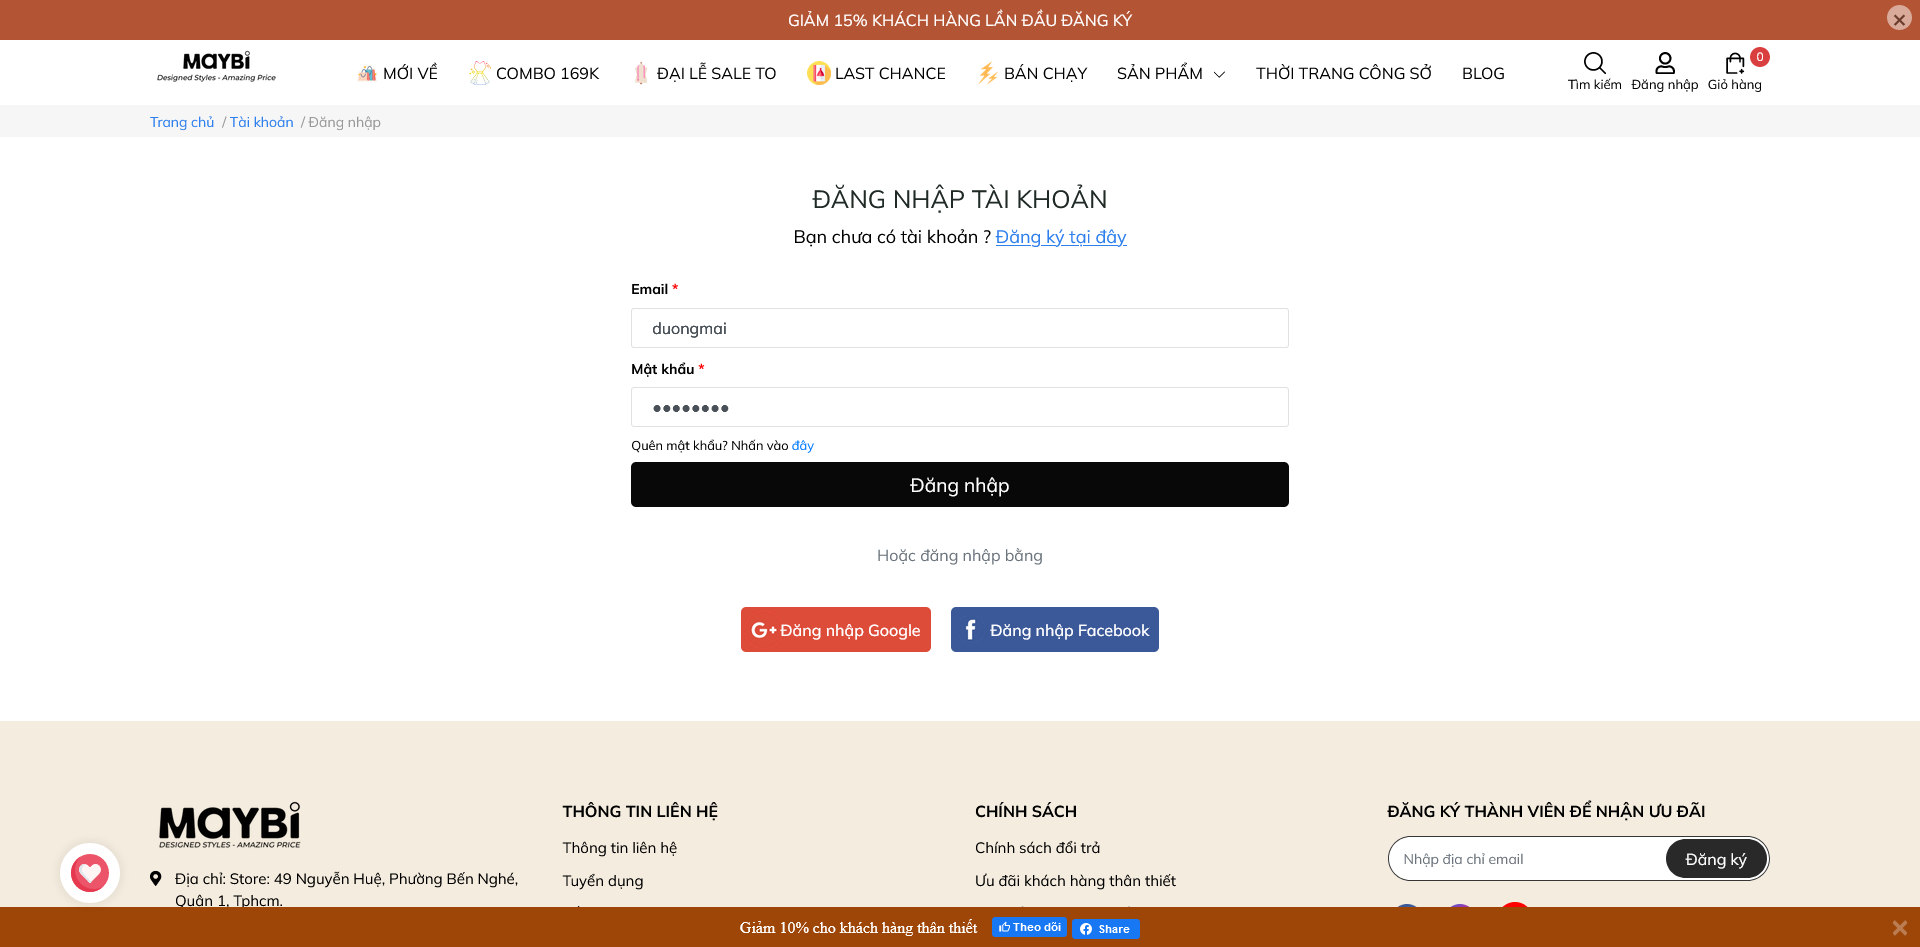 GIẢM 15% KHÁCH HÀNG LẦN ĐẦU ĐĂNG KÝ
MAYBI
Designed Styles - Amazing Price
MỚI VỀ
COMBO 169K
ĐẠI LỄ SALE TO
LAST CHANCE
BÁN CHẠY
SẢN PHẨM
THỜI TRANG CÔNG SỞ
BLOG
Tìm kiếm
Đăng nhập
0
Giỏ hàng
Trang chủ / Tài khoản / Đăng nhập
ĐĂNG NHẬP TÀI KHOẢN
Bạn chưa có tài khoản ? Đăng ký tại đây
Email *
duongmai
Mật khẩu *
••••••••
Quên mật khẩu? Nhấn vào đây
Đăng nhập
Hoặc đăng nhập bằng
G+ Đăng nhập Google
f Đăng nhập Facebook
MAYBI
DESIGNED STYLES - AMAZING PRICE
Địa chỉ: Store: 49 Nguyễn Huệ, Phường Bến Nghé,
Quận 1, Tphcm.
THÔNG TIN LIÊN HỆ
Thông tin liên hệ
Tuyển dụng
CHÍNH SÁCH
Chính sách đổi trả
Ưu đãi khách hàng thân thiết
ĐĂNG KÝ THÀNH VIÊN ĐỂ NHẬN ƯU ĐÃI
Nhập địa chỉ email
Đăng ký
Giảm 10% cho khách hàng thân thiết
Theo dõi
Share